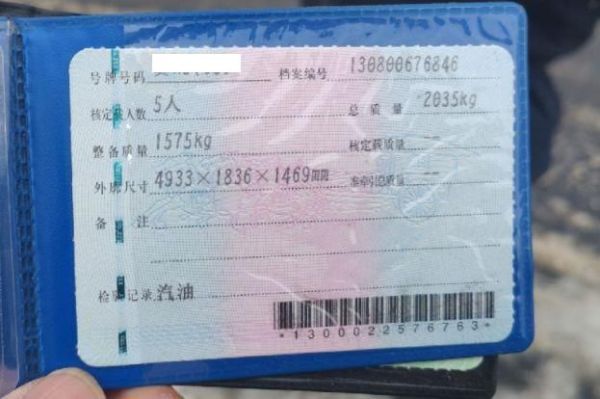 号牌号码 档案编号 130800676846
核定载人数 5人 总质量 2035kg
整备质量 1575kg 核定载质量 --
外廓尺寸 4933×1836×1469mm 准牵引总质量 --
备注
检验记录 汽油
*1300022576763*